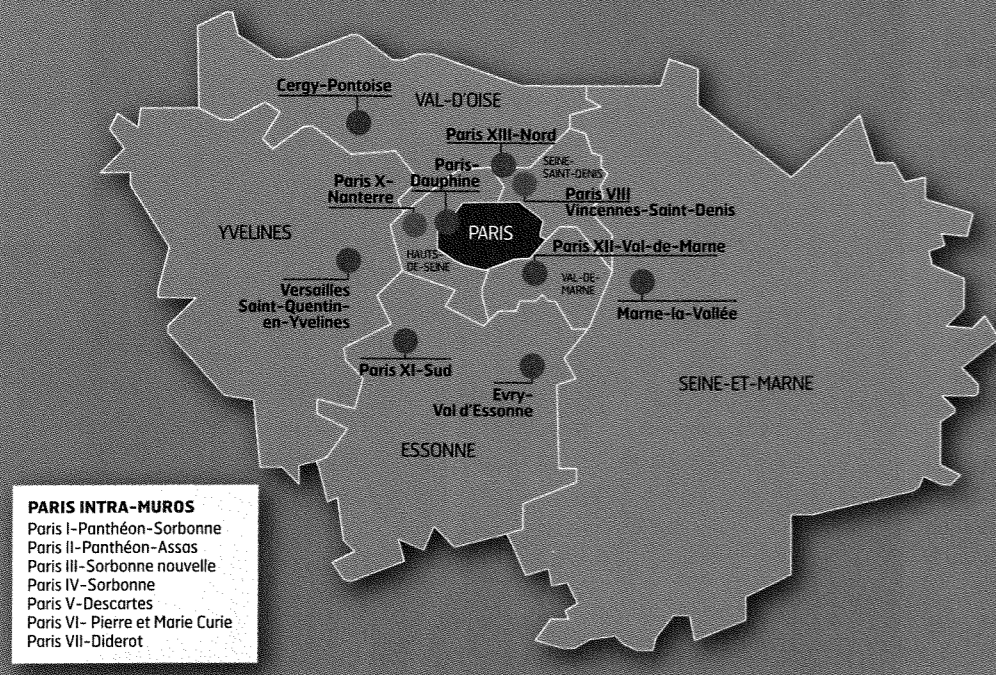 Cergy-Pontoise
VAL-D'OISE
Paris XIII-Nord
SEINE-
SAINT-DENIS
Paris-
Dauphine
Paris X-
Nanterre
Paris VIII
Vincennes-Saint-Denis
YVELINES
PARIS
HAUTS-
DE-SEINE
Paris XII-Val-de-Marne
VAL-DE-
MARNE
Versailles
Saint-Quentin-
en-Yvelines
Marne-la-Vallée
Paris XI-Sud
Evry-
Val d'Essonne
SEINE-ET-MARNE
ESSONNE
PARIS INTRA-MUROS
Paris I-Panthéon-Sorbonne
Paris II-Panthéon-Assas
Paris III-Sorbonne nouvelle
Paris IV-Sorbonne
Paris V-Descartes
Paris VI- Pierre et Marie Curie
Paris VII-Diderot